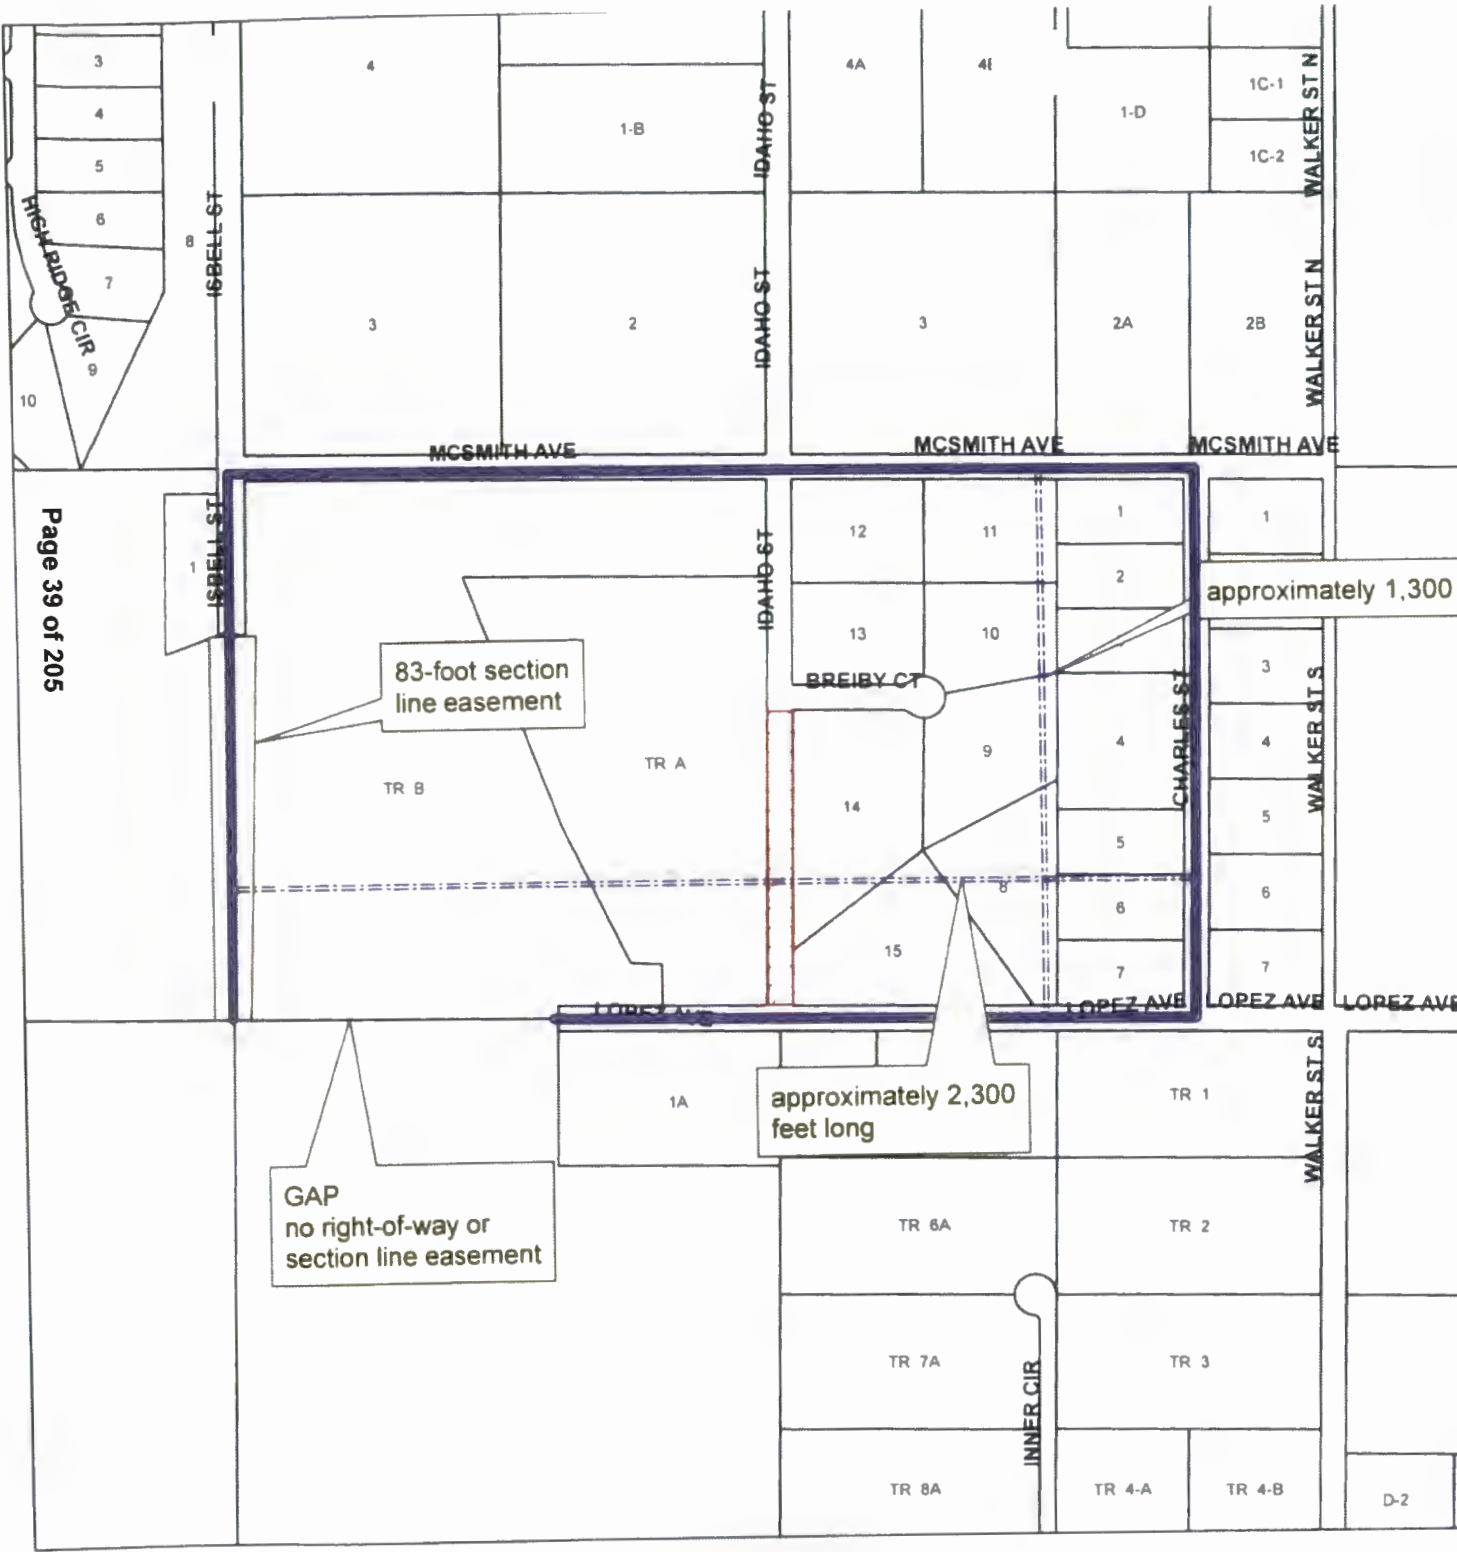 3
4
5
6
7
8
9
10
HIGH RIDGE CIR
ISBELL ST
4
1-B
3
2
IDAHO ST
IDAHO ST
4A
1-D
1C-1
1C-2
WALKER ST N
3
2A
2B
WALKER ST N
MCSMITH AVE
MCSMITH AVE
MCSMITH AVE
Page 39 of 205
1
ISBELL ST
IDAHO ST
12
11
13
10
BREIBY CT
1
2
4
5
6
7
CHARLES ST
1
3
4
5
6
7
WALKER ST S
approximately 1,300
83-foot section
line easement
TR B
TR A
14
9
8
15
LOPEZ AVE
LOPEZ AVE
LOPEZ AVE
LOPEZ AVE
1A
approximately 2,300
feet long
GAP
no right-of-way or
section line easement
TR 1
WALKER ST S
TR 6A
TR 2
TR 7A
TR 3
INNER CIR
TR 8A
TR 4-A
TR 4-B
D-2